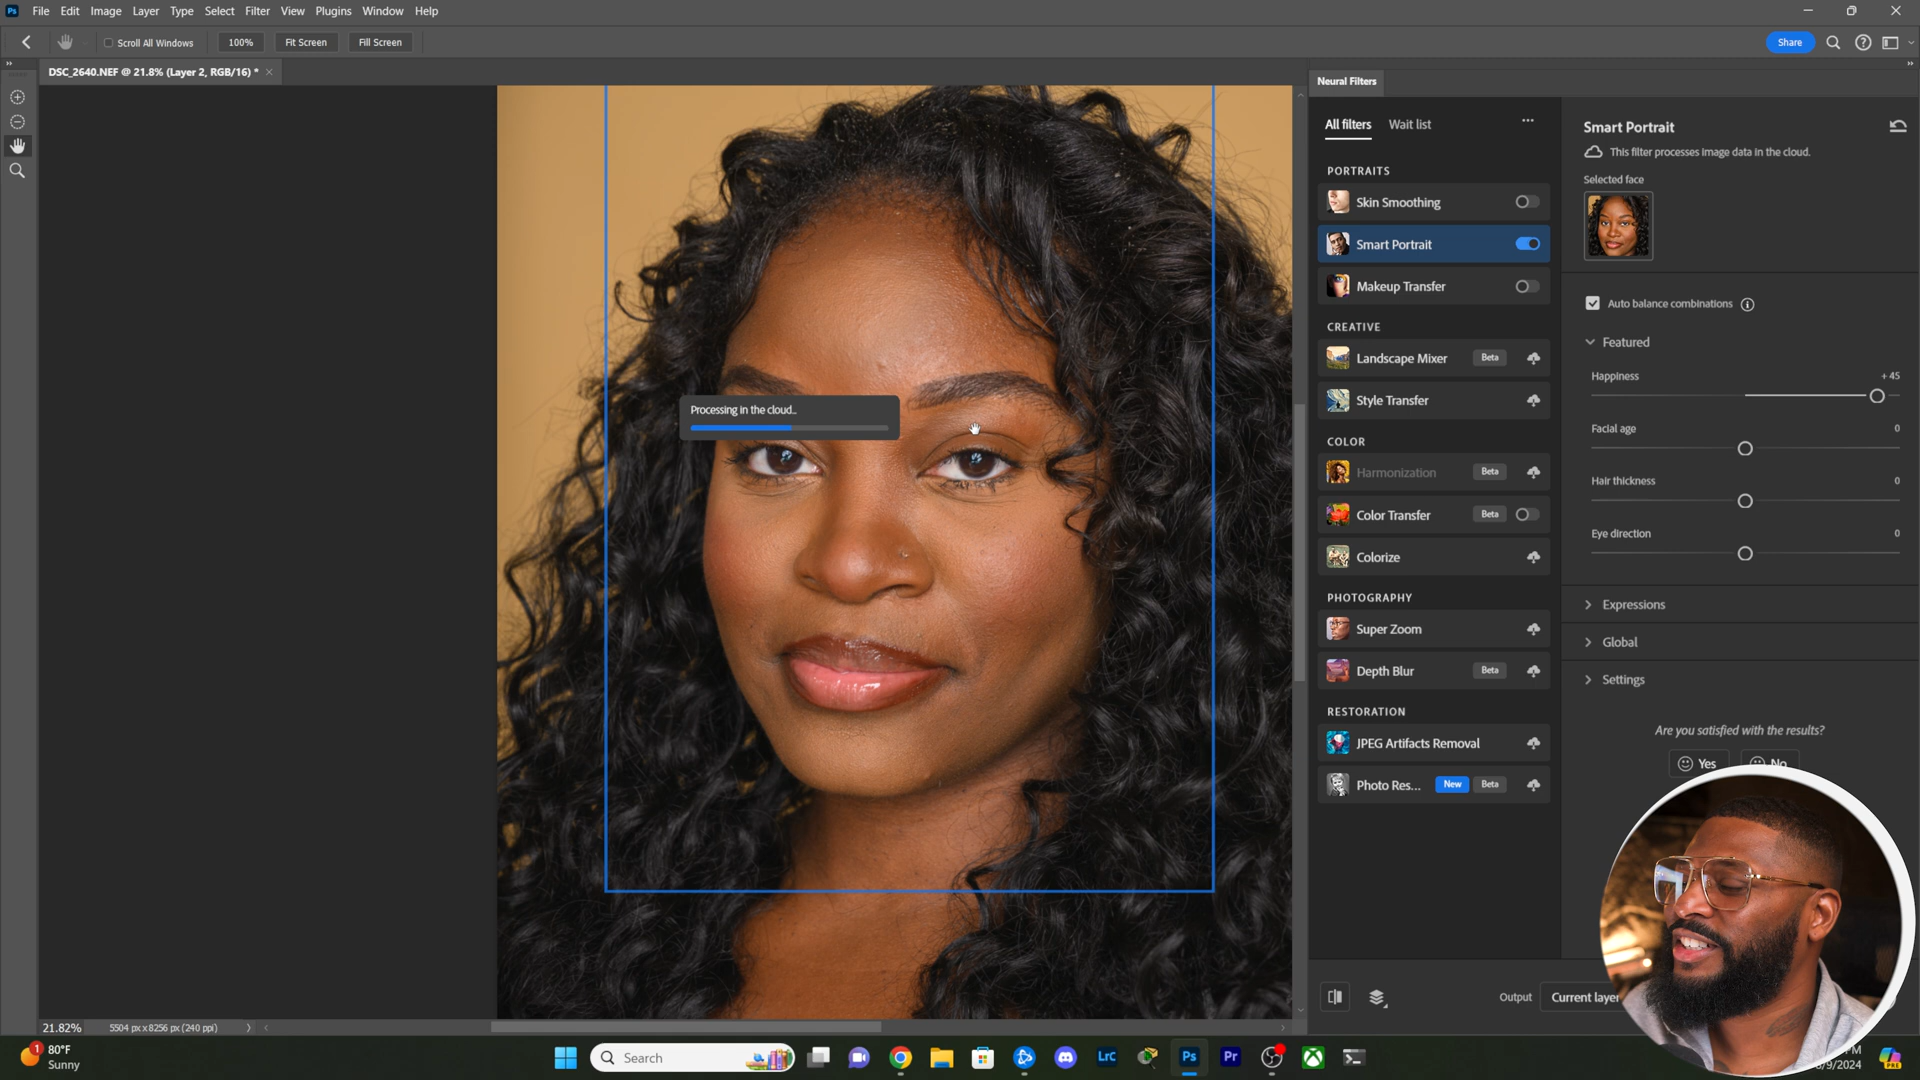 Ps File Edit Image Layer Type Select Filter View Plugins Window Help
Scroll All Windows 100% Fit Screen Fill Screen Share
DSC_2640.NEF @ 21.8% (Layer 2, RGB/16) *
Neural Filters
All filters Wait list
PORTRAITS
Skin Smoothing
Smart Portrait
Makeup Transfer
CREATIVE
Landscape Mixer Beta
Style Transfer
COLOR
Harmonization Beta
Color Transfer Beta
Colorize
PHOTOGRAPHY
Super Zoom
Depth Blur Beta
RESTORATION
JPEG Artifacts Removal
Photo Res... New Beta
Smart Portrait
This filter processes image data in the cloud.
Selected face
Auto balance combinations
Featured
Happiness +45
Facial age 0
Hair thickness 0
Eye direction 0
Expressions
Global
Settings
Are you satisfied with the results?
Yes No
Output Current layer
Processing in the cloud...
21.82% 5504 px x 8256 px (240 ppi)
1 80°F
Sunny
Search
LrC Ps Pr
PRE